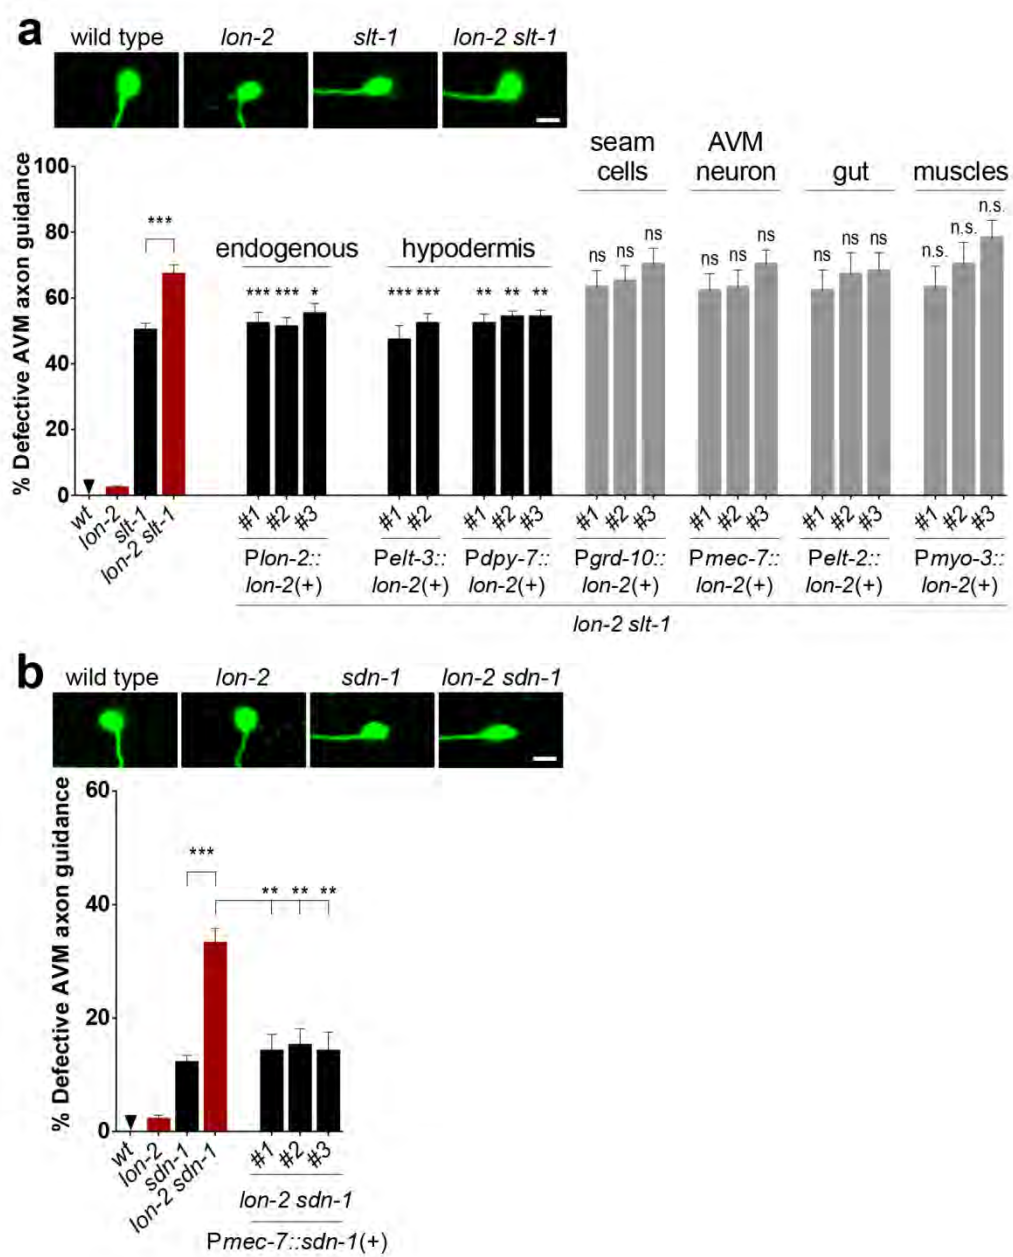 a
wild type lon-2 slt-1 lon-2 slt-1
% Defective AVM axon guidance
100
80
60
40
20
0
***
endogenous hypodermis
seam cells
AVM neuron
gut
muscles
*** *** * *** *** ** ** **
ns ns ns ns ns ns ns ns ns n.s. n.s. n.s.
wt lon-2 slt-1 lon-2 slt-1
#1 #2 #3 #1 #2 #1 #2 #3 #1 #2 #3 #1 #2 #3 #1 #2 #3 #1 #2 #3
Plon-2:: Pelt-3:: Pdpy-7:: Pgrd-10:: Pmec-7:: Pelt-2:: Pmyo-3::
lon-2(+) lon-2(+) lon-2(+) lon-2(+) lon-2(+) lon-2(+) lon-2(+)
lon-2 slt-1
b
wild type lon-2 sdn-1 lon-2 sdn-1
% Defective AVM axon guidance
60
40
20
0
***
** ** **
wt lon-2 sdn-1 lon-2 sdn-1
#1 #2 #3
lon-2 sdn-1
Pmec-7::sdn-1(+)